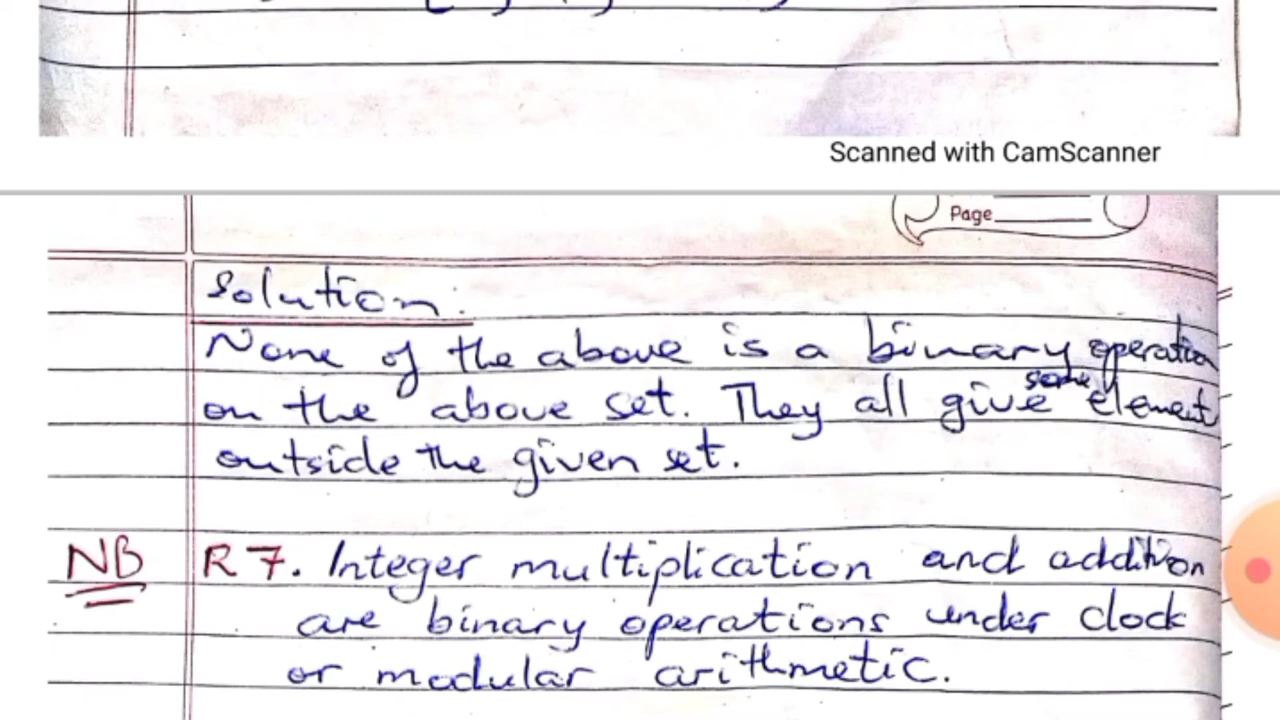 Scanned with CamScanner
Page
Solution:
None of the above is a binary operation
on the above set. They all give some element
outside the given set.
NB R7. Integer multiplication and addition
are binary operations under clock
or modular arithmetic.